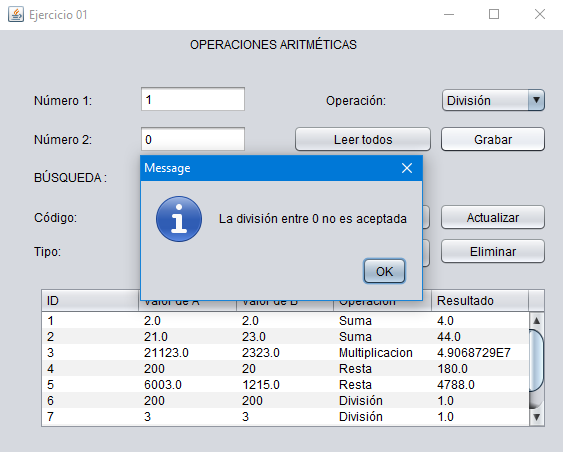 Ejercicio 01
OPERACIONES ARITMÉTICAS
Número 1: 1 Operación: División
Número 2: 0 Leer todos Grabar
BÚSQUEDA :
Message
La división entre 0 no es aceptada
OK
Código: Actualizar
Tipo: Eliminar
ID Valor de A Valor de B Operación Resultado
1 2.0 2.0 Suma 4.0
2 21.0 23.0 Suma 44.0
3 21123.0 2323.0 Multiplicacion 4.9068729E7
4 200 20 Resta 180.0
5 6003.0 1215.0 Resta 4788.0
6 200 200 División 1.0
7 3 3 División 1.0